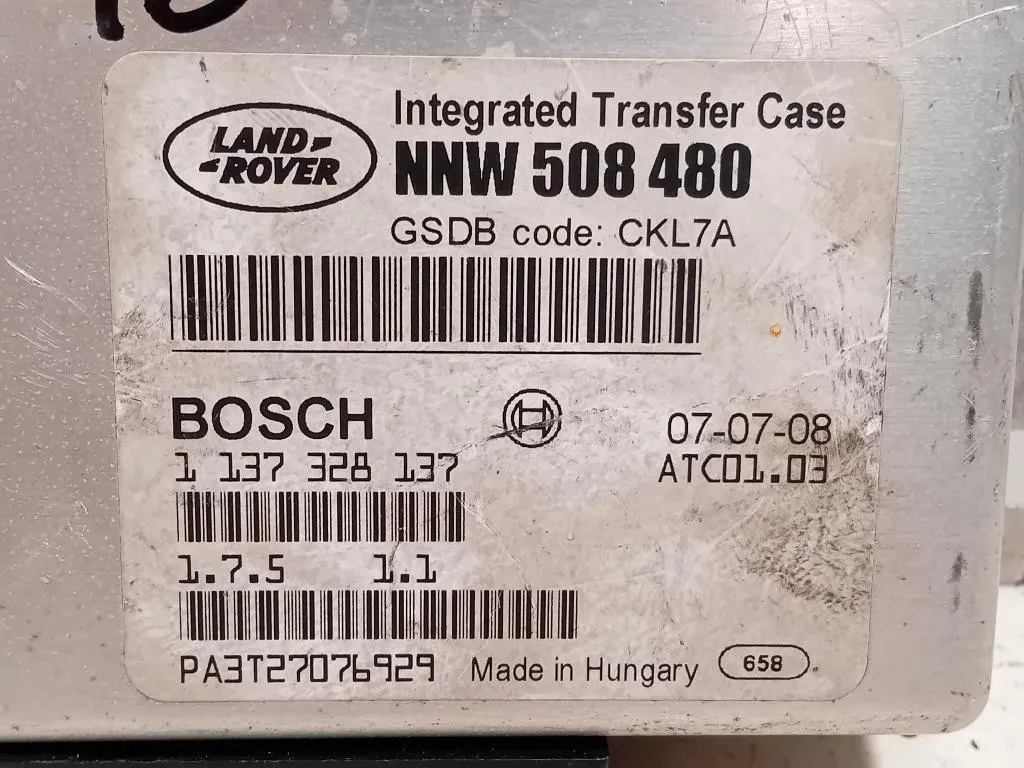 Integrated Transfer Case
LAND
ROVER
NNW 508 480
GSDB code: CKL7A
BOSCH
07-07-08
1 137 328 137
ATC01.03
1.7.5 1.1
PA3T27076929 Made in Hungary 658